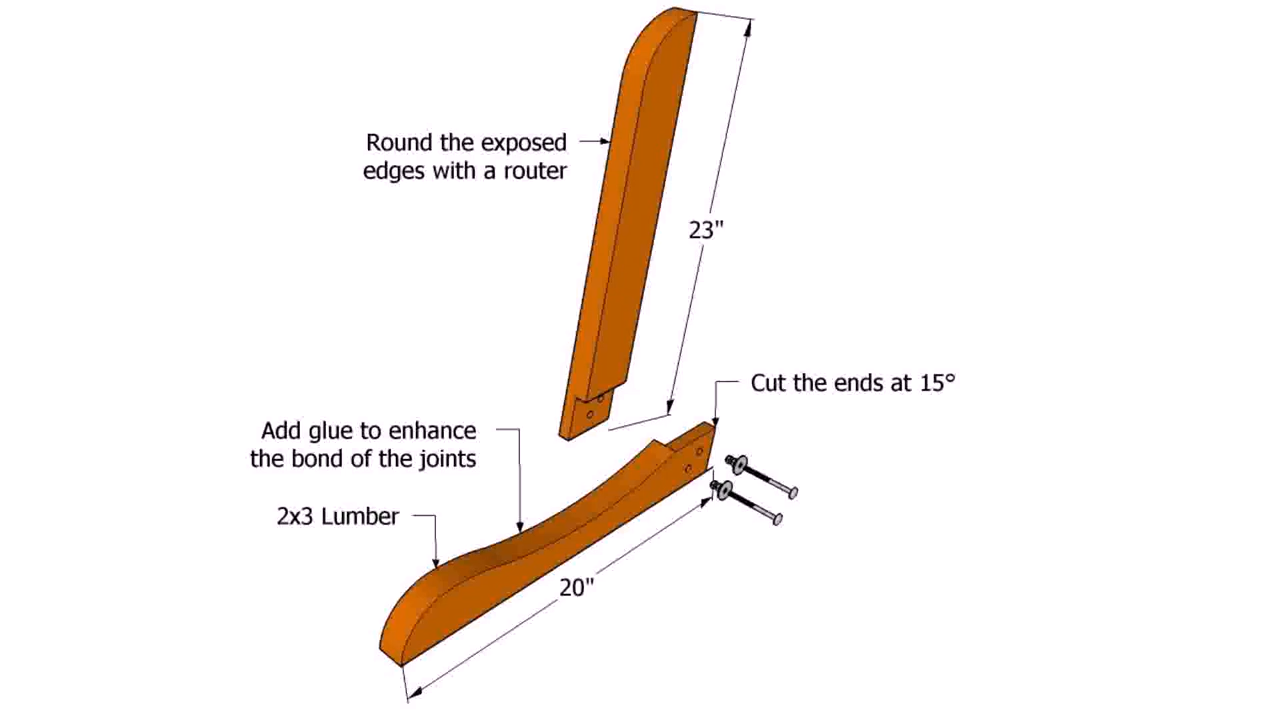 Round the exposed
edges with a router
23"
Cut the ends at 15°
Add glue to enhance
the bond of the joints
2x3 Lumber
20"